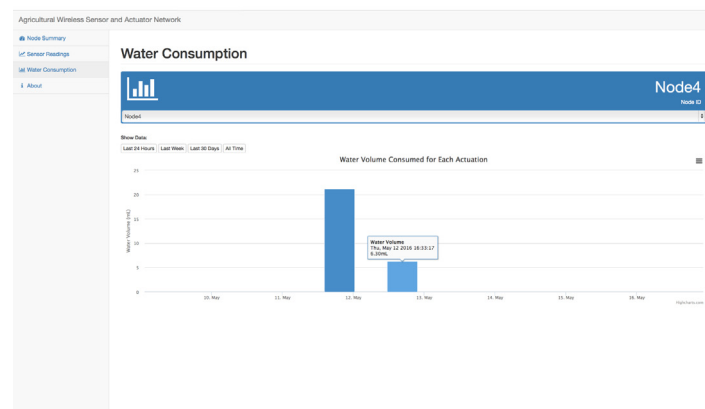 Agricultural Wireless Sensor and Actuator Network
Node Summary
Sensor Readings
Water Consumption
About
Water Consumption
Node4
Node ID
Node4
Show Data:
Last 24 Hours Last Week Last 30 Days All Time
Water Volume Consumed for Each Actuation
Water Volume (mL)
25
20
15
10
5
0
Water Volume
Thu, May 12 2016 16:33:17
6.30mL
10. May 11. May 12. May 13. May 14. May 15. May 16. May
Highcharts.com